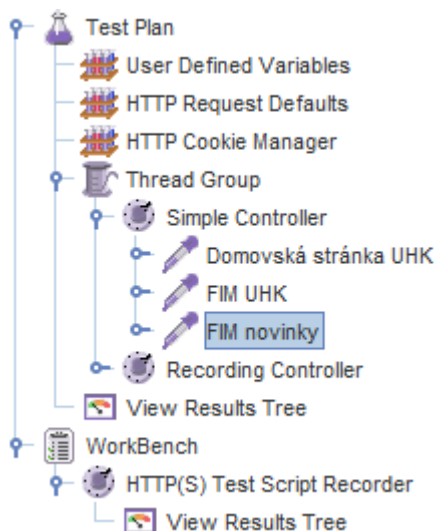 Test Plan
User Defined Variables
HTTP Request Defaults
HTTP Cookie Manager
Thread Group
Simple Controller
Domovská stránka UHK
FIM UHK
FIM novinky
Recording Controller
View Results Tree
WorkBench
HTTP(S) Test Script Recorder
View Results Tree